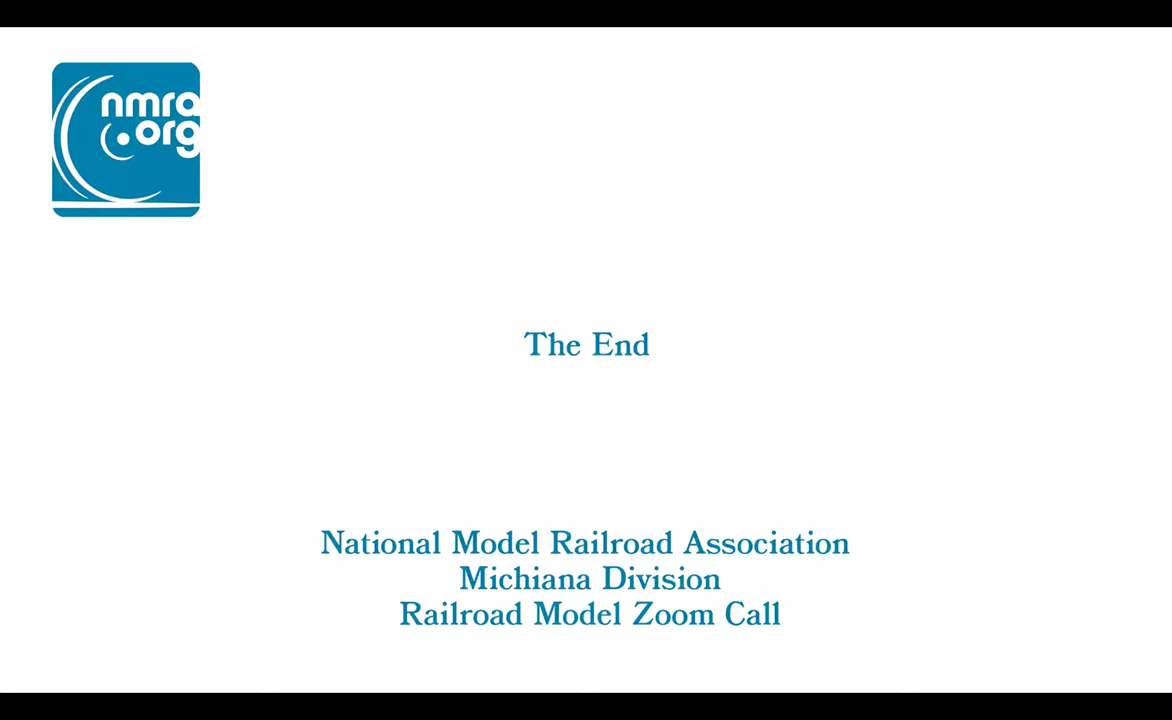 nmra
.org
The End
National Model Railroad Association
Michiana Division
Railroad Model Zoom Call